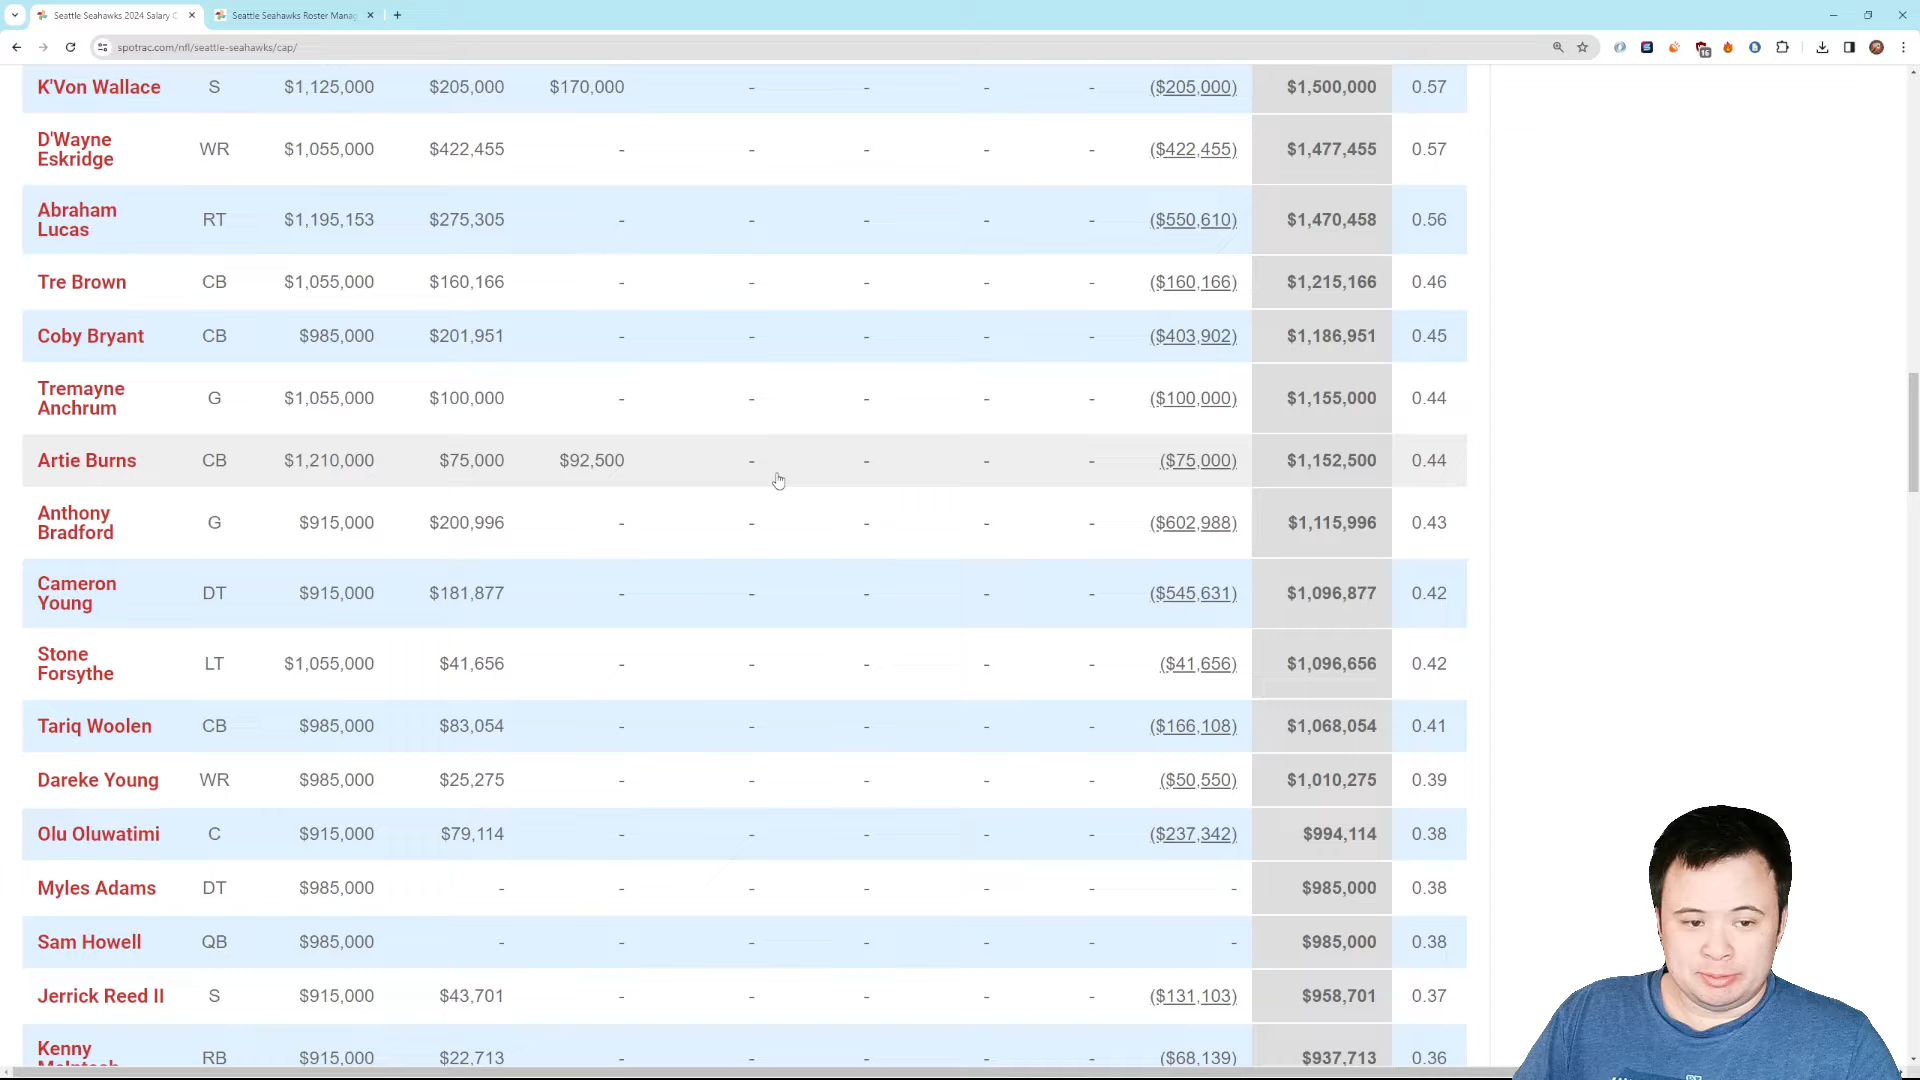 Seattle Seahawks 2024 Salary C
Seattle Seahawks Roster Manag
spotrac.com/nfl/seattle-seahawks/cap/
K'Von Wallace S $1,125,000 $205,000 $170,000 - - - - ($205,000) $1,500,000 0.57
D'Wayne
Eskridge WR $1,055,000 $422,455 - - - - - ($422,455) $1,477,455 0.57
Abraham
Lucas RT $1,195,153 $275,305 - - - - - ($550,610) $1,470,458 0.56
Tre Brown CB $1,055,000 $160,166 - - - - - ($160,166) $1,215,166 0.46
Coby Bryant CB $985,000 $201,951 - - - - - ($403,902) $1,186,951 0.45
Tremayne
Anchrum G $1,055,000 $100,000 - - - - - ($100,000) $1,155,000 0.44
Artie Burns CB $1,210,000 $75,000 $92,500 - - - - ($75,000) $1,152,500 0.44
Anthony
Bradford G $915,000 $200,996 - - - - - ($602,988) $1,115,996 0.43
Cameron
Young DT $915,000 $181,877 - - - - - ($545,631) $1,096,877 0.42
Stone
Forsythe LT $1,055,000 $41,656 - - - - - ($41,656) $1,096,656 0.42
Tariq Woolen CB $985,000 $83,054 - - - - - ($166,108) $1,068,054 0.41
Dareke Young WR $985,000 $25,275 - - - - - ($50,550) $1,010,275 0.39
Olu Oluwatimi C $915,000 $79,114 - - - - - ($237,342) $994,114 0.38
Myles Adams DT $985,000 - - - - - - - $985,000 0.38
Sam Howell QB $985,000 - - - - - - - $985,000 0.38
Jerrick Reed II S $915,000 $43,701 - - - - - ($131,103) $958,701 0.37
Kenny
McIntosh RB $915,000 $22,713 - - - - - ($68,139) $937,713 0.36